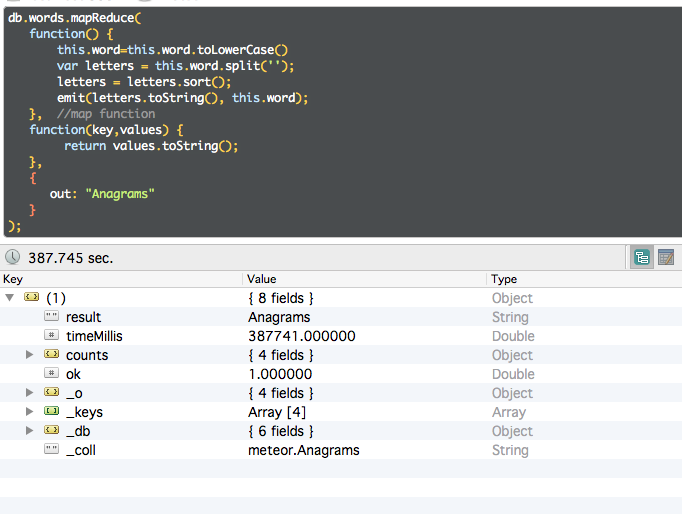 db.words.mapReduce(
function() {
this.word=this.word.toLowerCase()
var letters = this.word.split('');
letters = letters.sort();
emit(letters.toString(), this.word);
}, //map function
function(key,values) {
return values.toString();
},
{
out: "Anagrams"
}
);
387.745 sec.
Key Value Type
(1) { 8 fields } Object
result Anagrams String
timeMillis 387741.000000 Double
counts { 4 fields } Object
ok 1.000000 Double
_o { 4 fields } Object
_keys Array [4] Array
_db { 6 fields } Object
_coll meteor.Anagrams String